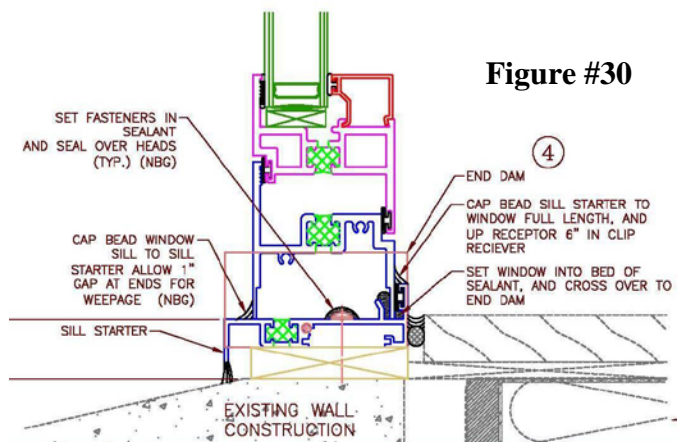 Figure #30
SET FASTENERS IN
SEALANT
AND SEAL OVER HEADS
(TYP.) (NBG)
4
END DAM
CAP BEAD SILL STARTER TO
WINDOW FULL LENGTH, AND
UP RECEPTOR 6" IN CLIP
RECIEVER
CAP BEAD WINDOW
SILL TO SILL
STARTER ALLOW 1"
GAP AT ENDS FOR
WEEPAGE (NBG)
SET WINDOW INTO BED OF
SEALANT, AND CROSS OVER TO
END DAM
SILL STARTER
EXISTING WALL
CONSTRUCTION